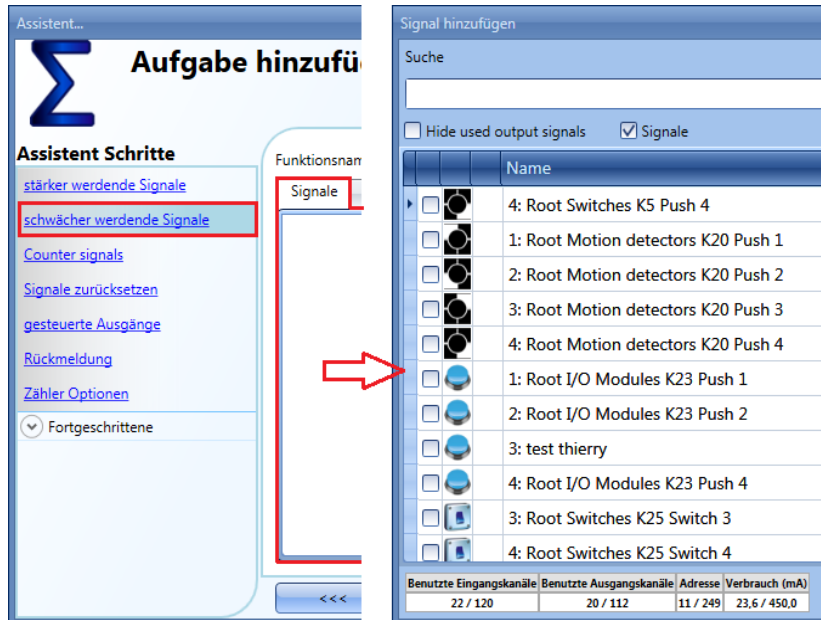 Assistent...
Aufgabe hinzufü
Assistent Schritte
stärker werdende Signale
schwächer werdende Signale
Counter signals
Signale zurücksetzen
gesteuerte Ausgänge
Rückmeldung
Zähler Optionen
Fortgeschrittene
Funktionsnam
Signale
<<<
Signal hinzufügen
Suche
Hide used output signals Signale
Name
4: Root Switches K5 Push 4
1: Root Motion detectors K20 Push 1
2: Root Motion detectors K20 Push 2
3: Root Motion detectors K20 Push 3
4: Root Motion detectors K20 Push 4
1: Root I/O Modules K23 Push 1
2: Root I/O Modules K23 Push 2
3: test thierry
4: Root I/O Modules K23 Push 4
3: Root Switches K25 Switch 3
4: Root Switches K25 Switch 4
Benutzte Eingangskanäle Benutzte Ausgangskanäle Adresse Verbrauch (mA)
22 / 120 20 / 112 11 / 249 23,6 / 450,0